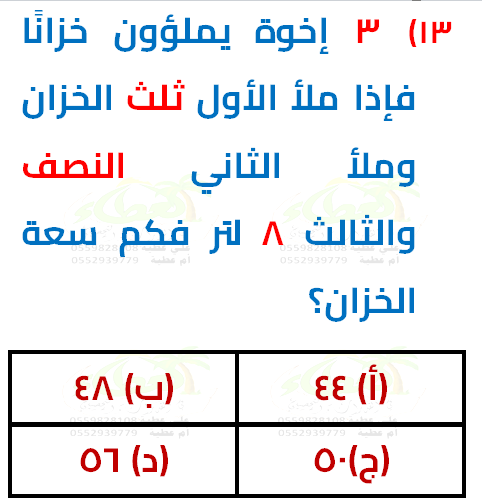 ١٣) ٣ إخوة يملؤون خزانًا
فإذا ملأ الأول ثلث الخزان
وملأ الثاني النصف
والثالث ٨ لتر فكم سعة
الخزان؟
(أ) ٤٤ (ب) ٤٨
(ج) ٥٠ (د) ٥٦